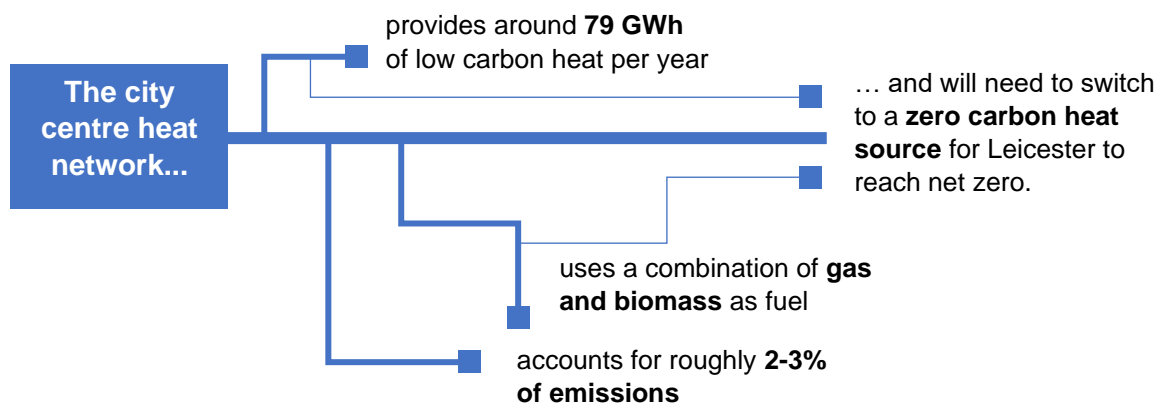 The city
centre heat
network...
provides around 79 GWh
of low carbon heat per year
… and will need to switch
to a zero carbon heat
source for Leicester to
reach net zero.
uses a combination of gas
and biomass as fuel
accounts for roughly 2-3%
of emissions